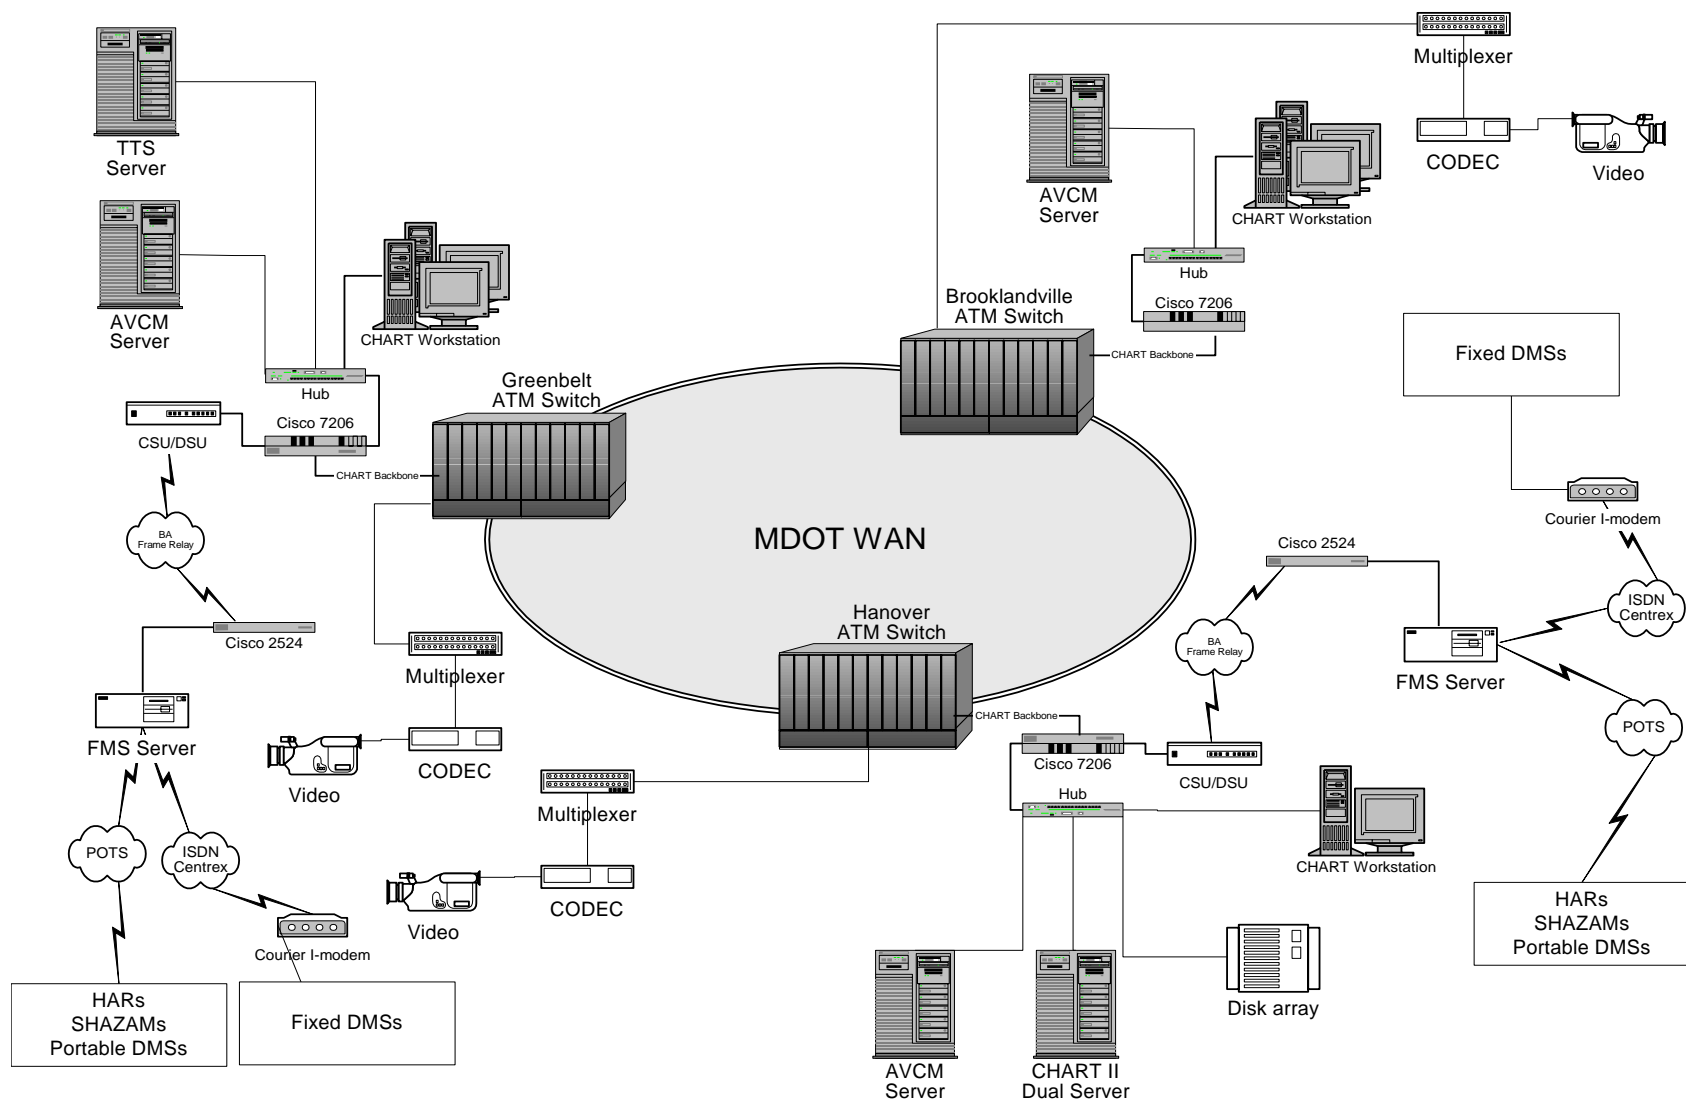 Multiplexer
CODEC
Video
TTS
Server
AVCM
Server
CHART Workstation
AVCM
Server
CHART Workstation
Hub
Cisco 7206
Brooklandville
ATM Switch
CHART Backbone
Fixed DMSs
Greenbelt
ATM Switch
Hub
Cisco 7206
CSU/DSU
CHART Backbone
BA
Frame Relay
Cisco 2524
MDOT WAN
Courier I-modem
Cisco 2524
ISDN
Centrex
BA
Frame Relay
FMS Server
POTS
Hanover
ATM Switch
Multiplexer
CODEC
Video
FMS Server
CHART Backbone
Cisco 7206
CSU/DSU
Hub
CHART Workstation
Multiplexer
CODEC
Video
POTS
ISDN
Centrex
Courier I-modem
HARs
SHAZAMs
Portable DMSs
Fixed DMSs
HARs
SHAZAMs
Portable DMSs
Disk array
AVCM
Server
CHART II
Dual Server